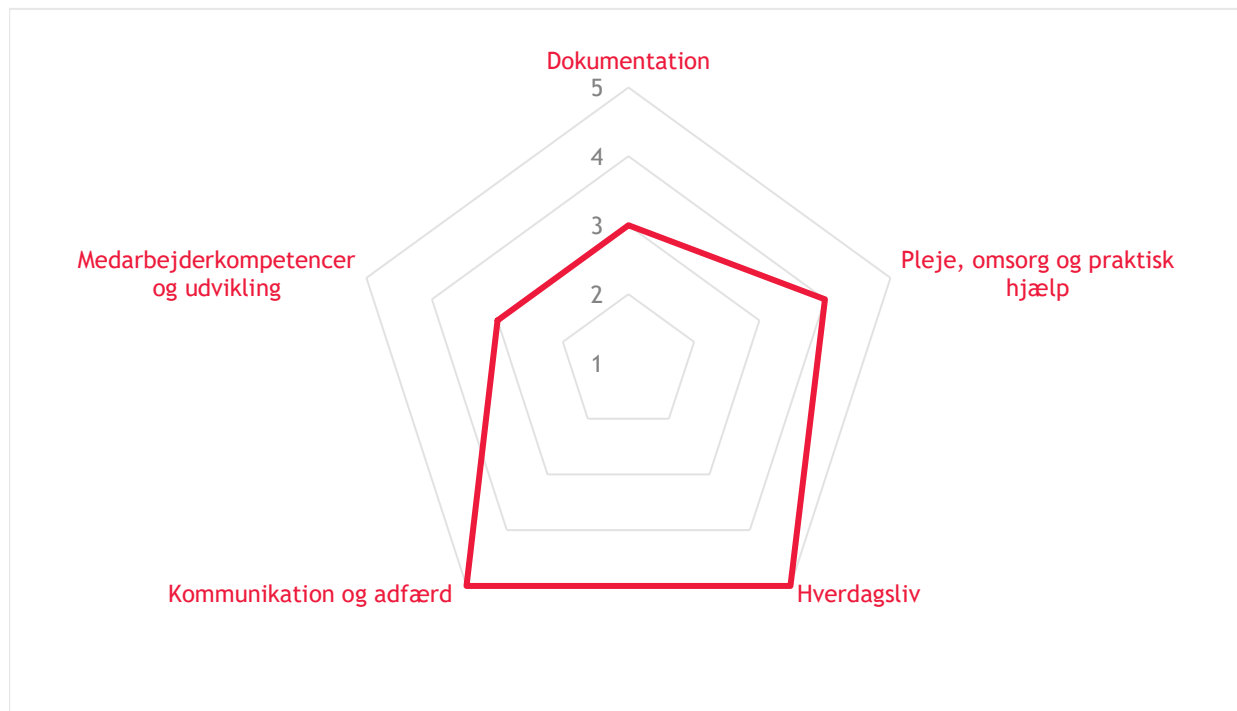 Dokumentation
5
4
3
2
1
Pleje, omsorg og praktisk
hjælp
Hverdagsliv
Kommunikation og adfærd
Medarbejderkompetencer
og udvikling